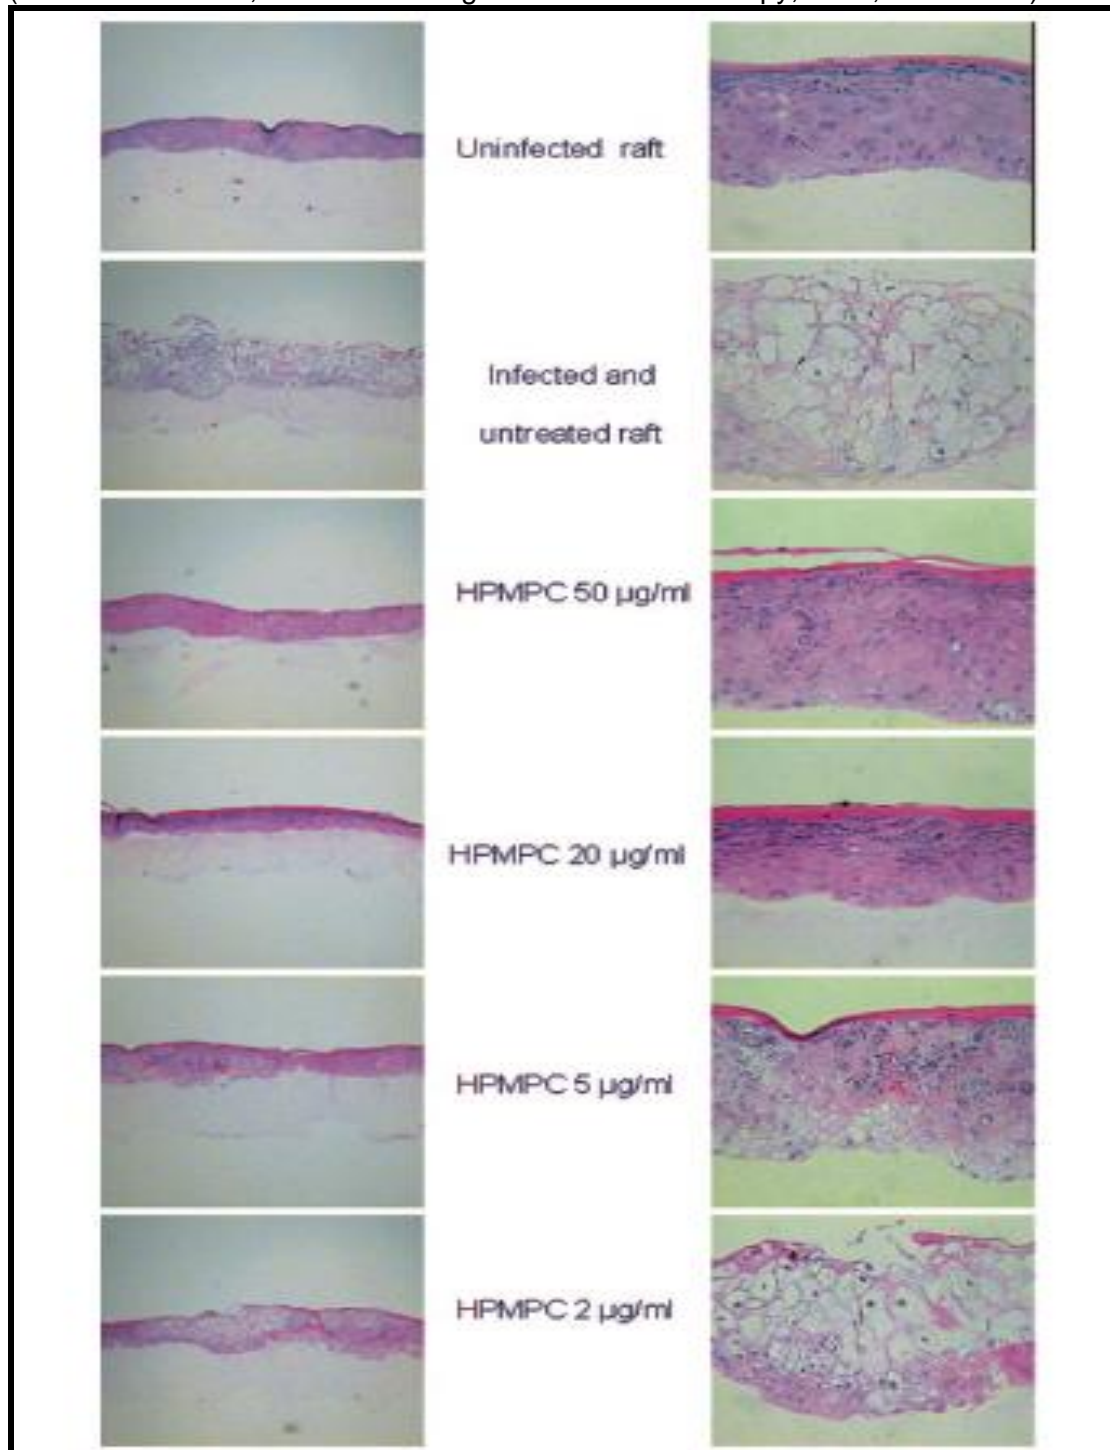 Uninfected raft
Infected and
untreated raft
HPMPC 50 µg/ml
HPMPC 20 µg/ml
HPMPC 5 µg/ml
HPMPC 2 µg/ml